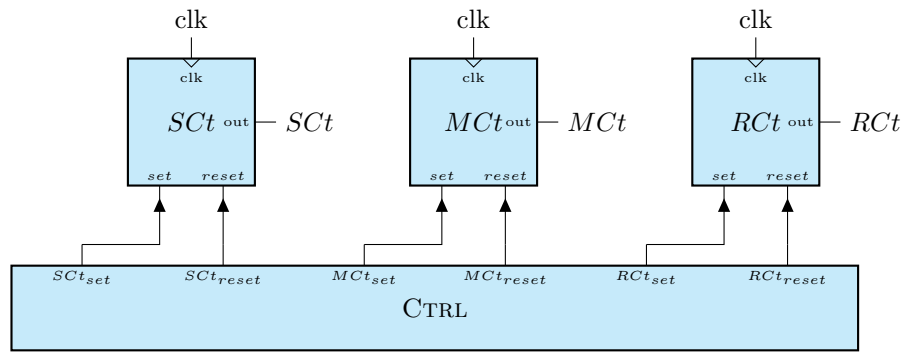 clk clk clk
clk clk clk
SCt out SCt MCt out MCt RCt out RCt
set reset set reset set reset
SCt_set SCt_reset MCt_set MCt_reset RCt_set RCt_reset
CTRL